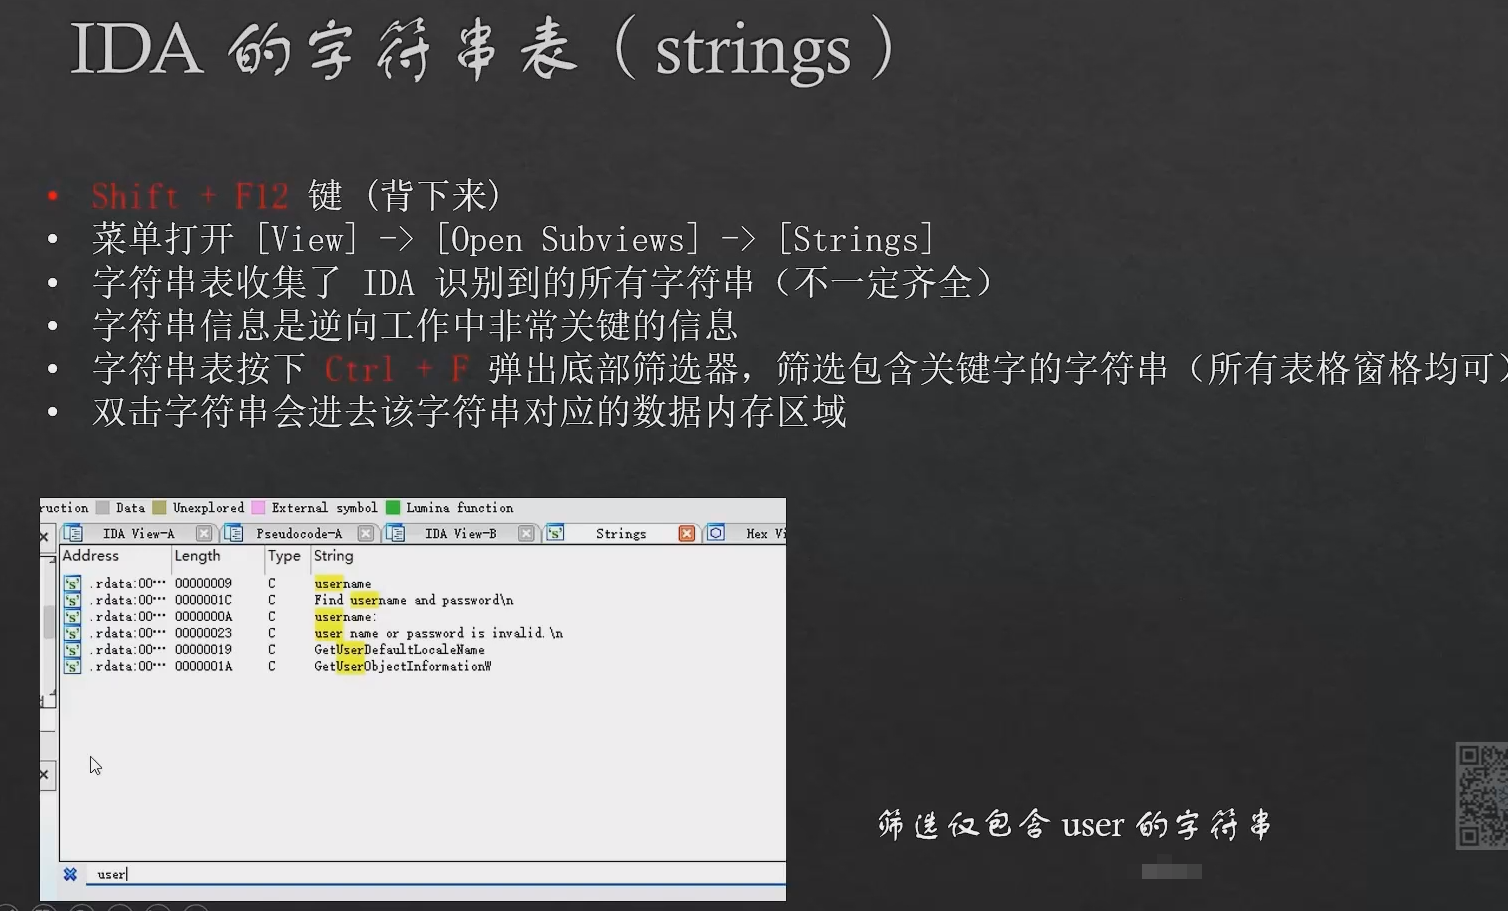 IDA 的字符串表（strings）
• Shift + F12 键 (背下来)
• 菜单打开 [View] -> [Open Subviews] -> [Strings]
• 字符串表收集了 IDA 识别到的所有字符串（不一定齐全）
• 字符串信息是逆向工作中非常关键的信息
• 字符串表按下 Ctrl + F 弹出底部筛选器，筛选包含关键字的字符串（所有表格窗格均可）
• 双击字符串会进去该字符串对应的数据内存区域
ruction Data Unexplored External symbol Lumina function
IDA View-A Pseudocode-A IDA View-B Strings Hex Vi
Address Length Type String
.rdata:00··· 00000009 C username
.rdata:00··· 0000001C C Find username and password\n
.rdata:00··· 0000000A C username:
.rdata:00··· 00000023 C user name or password is invalid.\n
.rdata:00··· 00000019 C GetUserDefaultLocaleName
.rdata:00··· 0000001A C GetUserObjectInformationW
user
筛选仅包含 user 的字符串